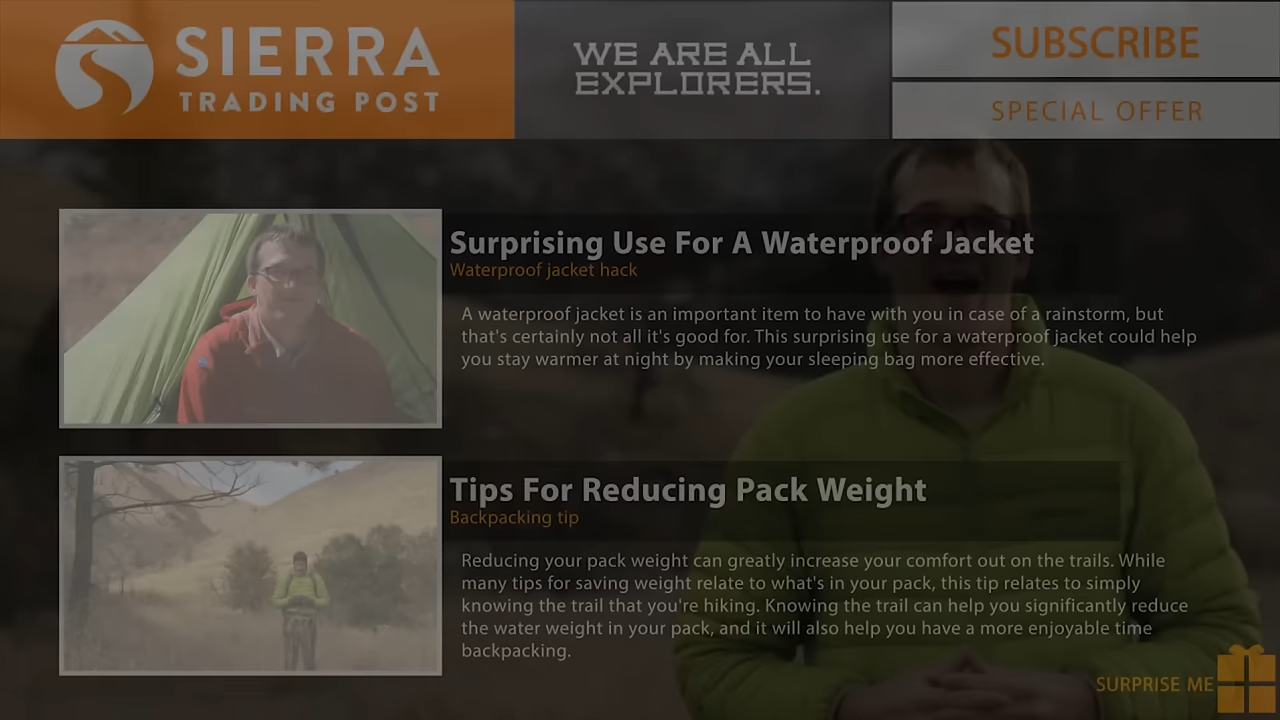 SIERRA
TRADING POST
WE ARE ALL
EXPLORERS.
SUBSCRIBE
SPECIAL OFFER
Surprising Use For A Waterproof Jacket
Waterproof jacket hack
A waterproof jacket is an important item to have with you in case of a rainstorm, but
that's certainly not all it's good for. This surprising use for a waterproof jacket could help
you stay warmer at night by making your sleeping bag more effective.
Tips For Reducing Pack Weight
Backpacking tip
Reducing your pack weight can greatly increase your comfort out on the trails. While
many tips for saving weight relate to what's in your pack, this tip relates to simply
knowing the trail that you're hiking. Knowing the trail can help you significantly reduce
the water weight in your pack, and it will also help you have a more enjoyable time
backpacking.
SURPRISE ME